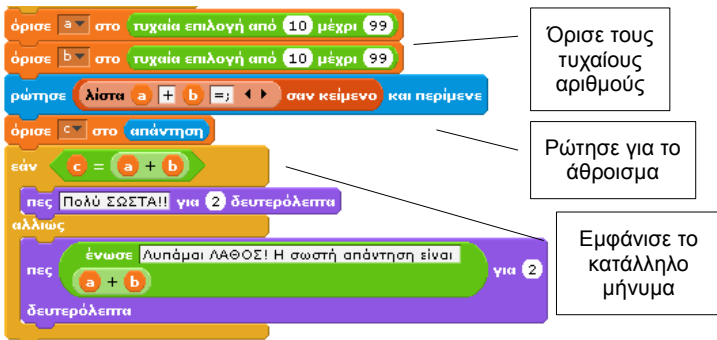 όρισε a στο τυχαία επιλογή από 10 μέχρι 99
όρισε b στο τυχαία επιλογή από 10 μέχρι 99
ρώτησε λίστα a + b =; σαν κείμενο και περίμενε
όρισε c στο απάντηση
εάν c = a + b
πες Πολύ ΣΩΣΤΑ!! για 2 δευτερόλεπτα
αλλιώς
πες ένωσε Λυπάμαι ΛΑΘΟΣ! Η σωστή απάντηση είναι
a + b για 2
δευτερόλεπτα
Όρισε τους
τυχαίους
αριθμούς
Ρώτησε για το
άθροισμα
Εμφάνισε το
κατάλληλο
μήνυμα